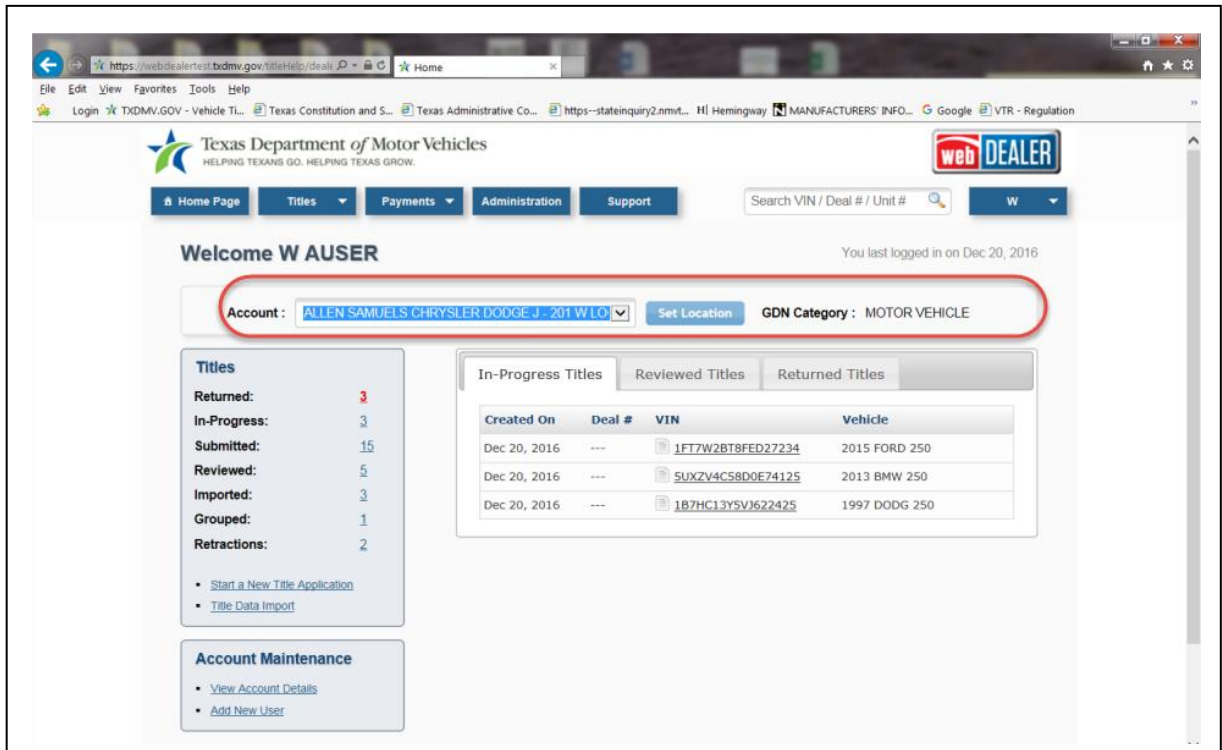 https://webdealertest.txdmv.gov/titleHelp/deale
Home
File Edit View Favorites Tools Help
Login TXDMV.GOV - Vehicle Ti... Texas Constitution and S... Texas Administrative Co... https--stateinquiry2.nmvt... H| Hemingway MANUFACTURERS' INFO... Google VTR - Regulation
Texas Department of Motor Vehicles
HELPING TEXANS GO. HELPING TEXAS GROW.
web DEALER
Home Page Titles Payments Administration Support Search VIN / Deal # / Unit # W
Welcome W AUSER
You last logged in on Dec 20, 2016
Account : ALLEN SAMUELS CHRYSLER DODGE J - 201 W LO Set Location GDN Category : MOTOR VEHICLE
Titles
Returned: 3
In-Progress: 3
Submitted: 15
Reviewed: 5
Imported: 3
Grouped: 1
Retractions: 2
• Start a New Title Application
• Title Data Import
Account Maintenance
• View Account Details
• Add New User
In-Progress Titles Reviewed Titles Returned Titles
Created On Deal # VIN Vehicle
Dec 20, 2016 --- 1FT7W2BT8FED27234 2015 FORD 250
Dec 20, 2016 --- 5UXZV4C58D0E74125 2013 BMW 250
Dec 20, 2016 --- 1B7HC13Y5VJ622425 1997 DODG 250